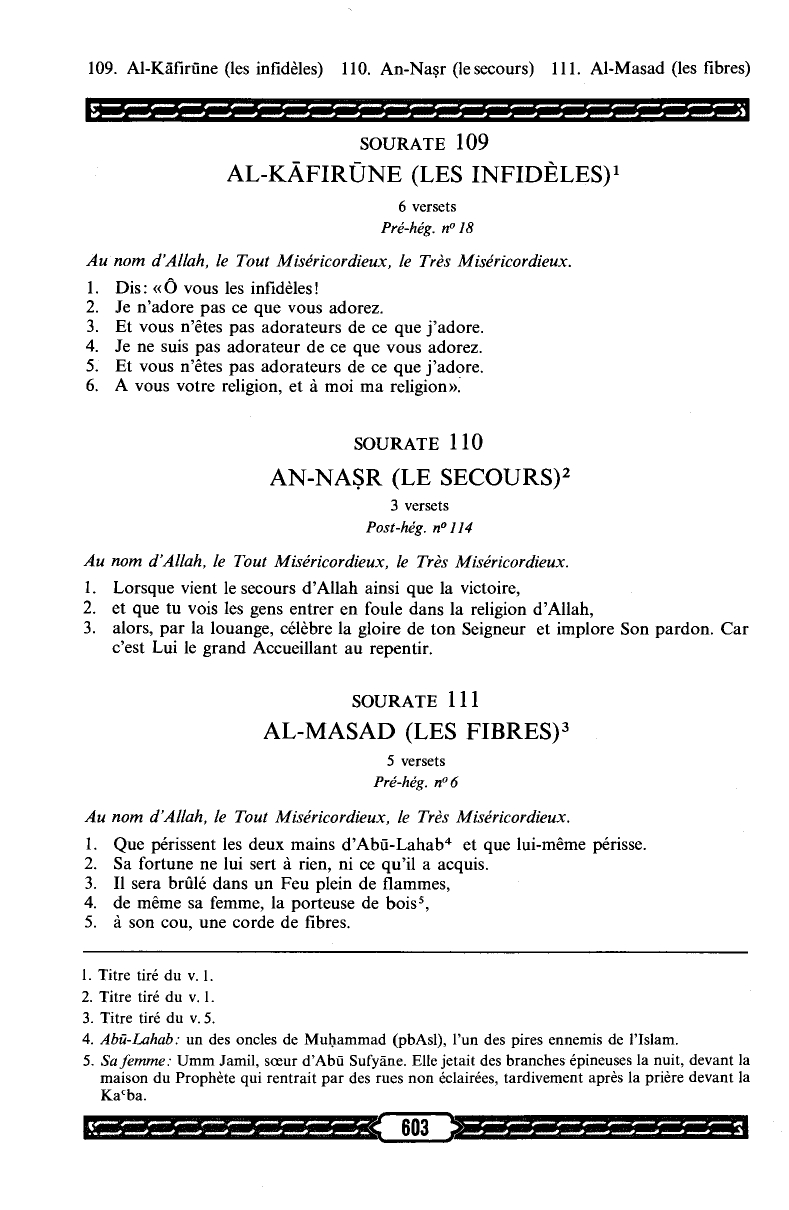 109. Al-Kāfirūne (les infidèles) 110. An-Naṣr (le secours) 111. Al-Masad (les fibres)
SOURATE 109
AL-KĀFIRŪNE (LES INFIDÈLES)¹
6 versets
Pré-hég. nº 18
Au nom d'Allah, le Tout Miséricordieux, le Très Miséricordieux.
1. Dis: «Ô vous les infidèles!
2. Je n'adore pas ce que vous adorez.
3. Et vous n'êtes pas adorateurs de ce que j'adore.
4. Je ne suis pas adorateur de ce que vous adorez.
5. Et vous n'êtes pas adorateurs de ce que j'adore.
6. A vous votre religion, et à moi ma religion».
SOURATE 110
AN-NAṢR (LE SECOURS)²
3 versets
Post-hég. nº 114
Au nom d'Allah, le Tout Miséricordieux, le Très Miséricordieux.
1. Lorsque vient le secours d'Allah ainsi que la victoire,
2. et que tu vois les gens entrer en foule dans la religion d'Allah,
3. alors, par la louange, célèbre la gloire de ton Seigneur et implore Son pardon. Car
c'est Lui le grand Accueillant au repentir.
SOURATE 111
AL-MASAD (LES FIBRES)³
5 versets
Pré-hég. nº 6
Au nom d'Allah, le Tout Miséricordieux, le Très Miséricordieux.
1. Que périssent les deux mains d'Abū-Lahab⁴ et que lui-même périsse.
2. Sa fortune ne lui sert à rien, ni ce qu'il a acquis.
3. Il sera brûlé dans un Feu plein de flammes,
4. de même sa femme, la porteuse de bois⁵,
5. à son cou, une corde de fibres.
1. Titre tiré du v. 1.
2. Titre tiré du v. 1.
3. Titre tiré du v. 5.
4. Abū-Lahab: un des oncles de Muḥammad (pbAsl), l'un des pires ennemis de l'Islam.
5. Sa femme: Umm Jamil, sœur d'Abū Sufyāne. Elle jetait des branches épineuses la nuit, devant la
maison du Prophète qui rentrait par des rues non éclairées, tardivement après la prière devant la
Kaᶜba.
603